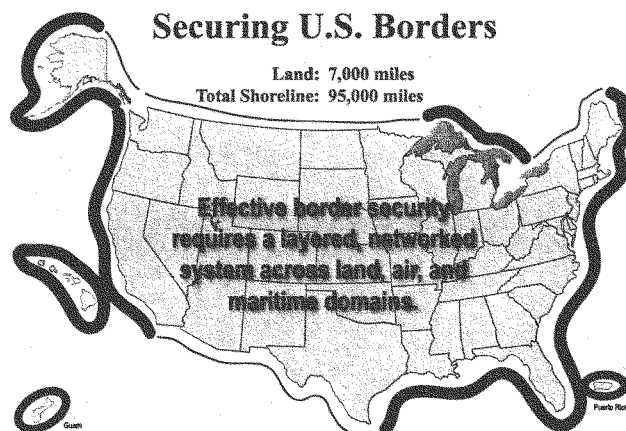 Securing U.S. Borders
Land: 7,000 miles
Total Shoreline: 95,000 miles
Effective border security
requires a layered, networked
system across land, air, and
maritime domains.
Guam
Puerto Rico